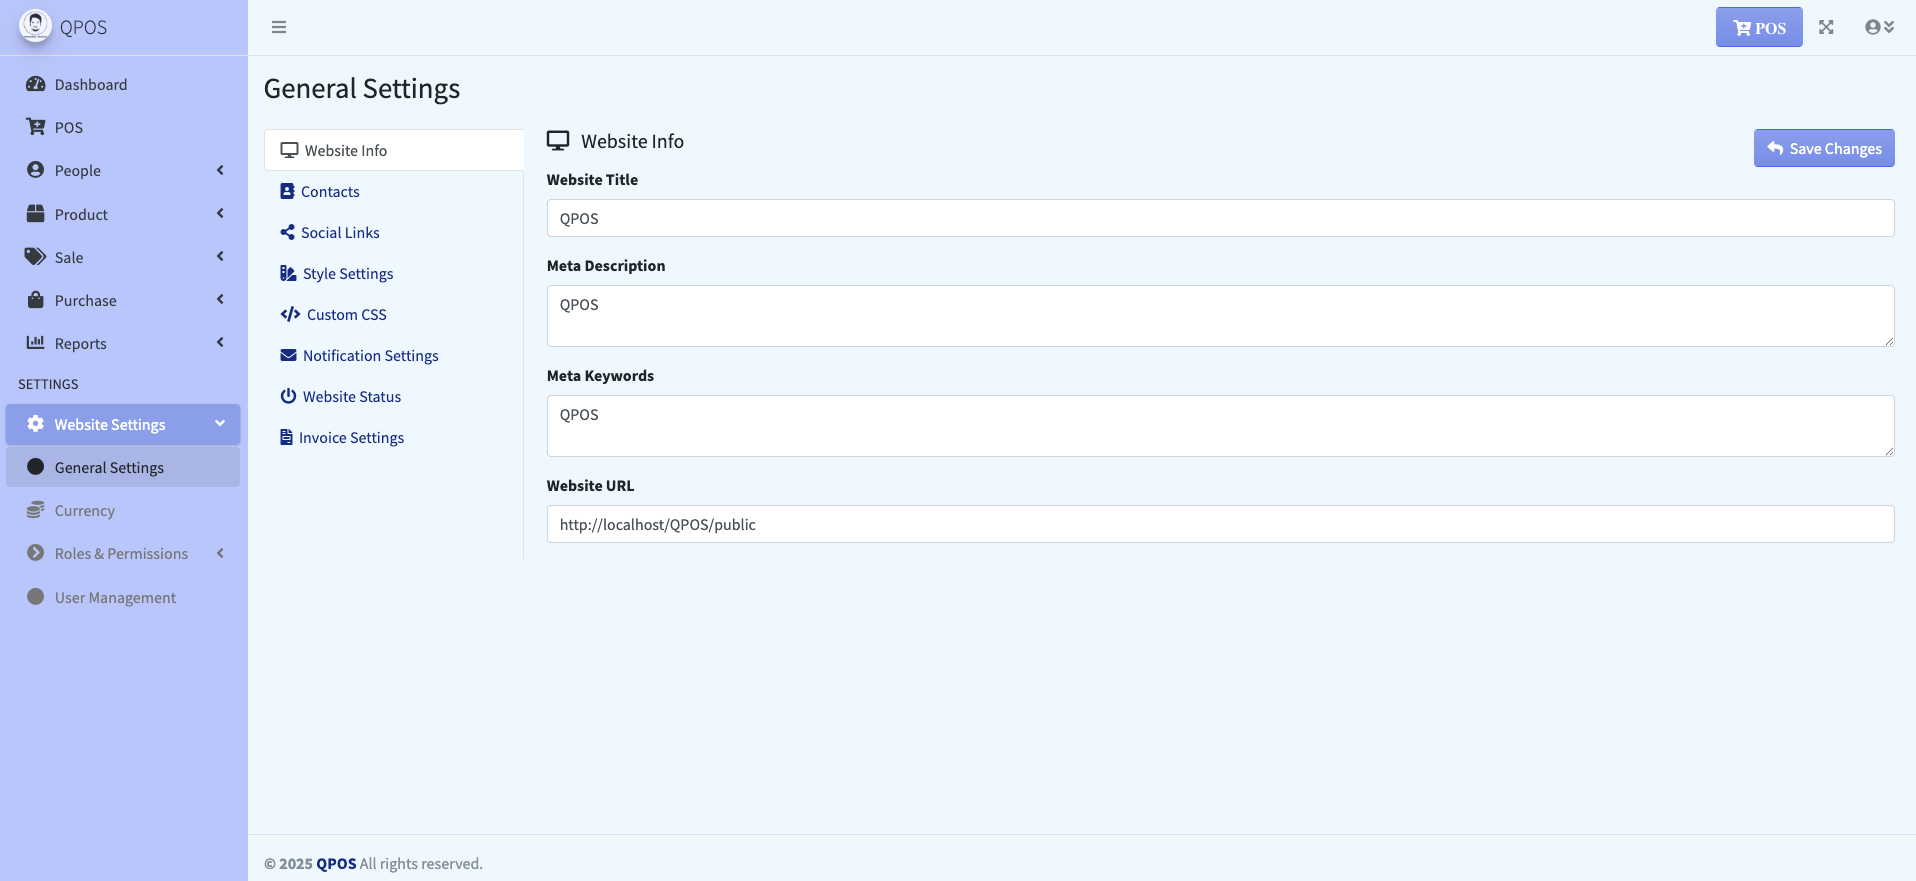 QPOS
POS
Dashboard
POS
People
Product
Sale
Purchase
Reports
SETTINGS
Website Settings
General Settings
Currency
Roles & Permissions
User Management
General Settings
Website Info
Contacts
Social Links
Style Settings
Custom CSS
Notification Settings
Website Status
Invoice Settings
Website Info
Save Changes
Website Title
QPOS
Meta Description
QPOS
Meta Keywords
QPOS
Website URL
http://localhost/QPOS/public
© 2025 QPOS All rights reserved.